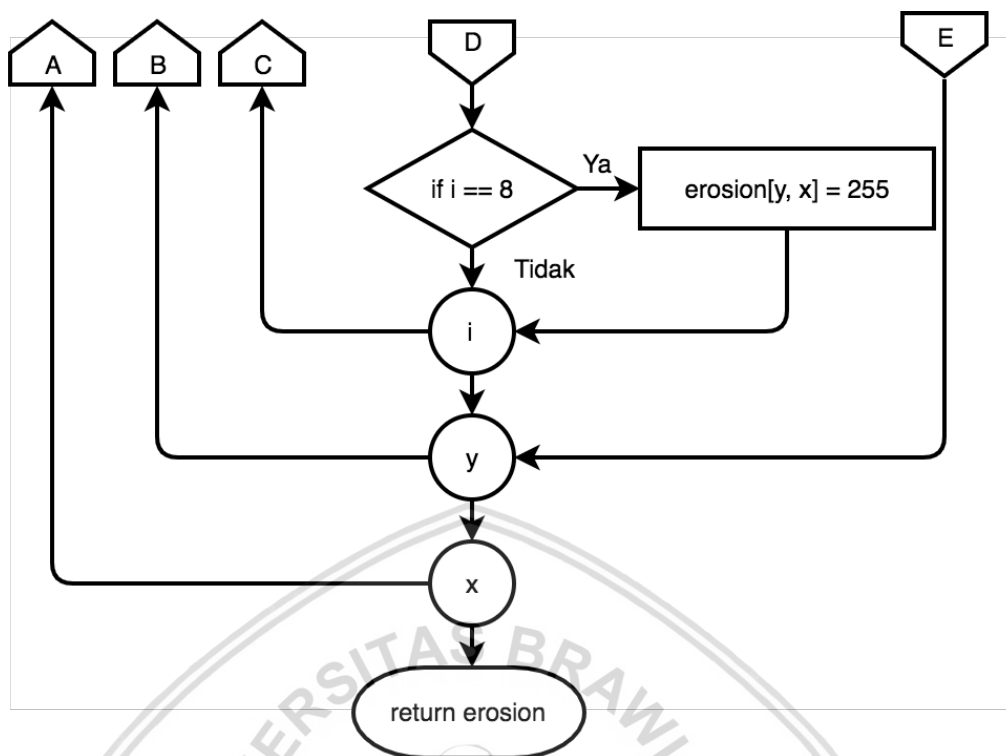 A
B
C
D
E
if i == 8
Ya
erosion[y, x] = 255
Tidak
i
y
x
return erosion